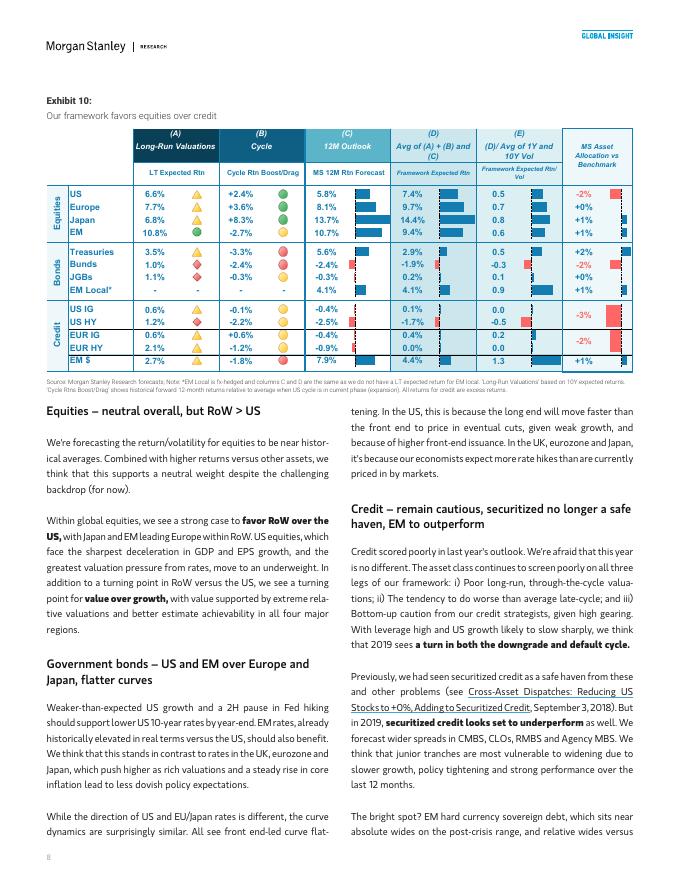 Morgan Stanley | RESEARCH
GLOBAL INSIGHT
Exhibit 10:
Our framework favors equities over credit
(A) (B) (C) (D) (E)
Long-Run Valuations Cycle 12M Outlook Avg of (A) + (B) and (C) (D)/ Avg of 1Y and 10Y Vol MS Asset Allocation vs Benchmark
LT Expected Rtn Cycle Rtn Boost/Drag MS 12M Rtn Forecast Framework Expected Rtn Framework Expected Rtn/ Vol
Equities
US 6.6% +2.4% 5.8% 7.4% 0.5 -2%
Europe 7.7% +3.6% 8.1% 9.7% 0.7 +0%
Japan 6.8% +8.3% 13.7% 14.4% 0.8 +1%
EM 10.8% -2.7% 10.7% 9.4% 0.6 +1%
Bonds
Treasuries 3.5% -3.3% 5.6% 2.9% 0.5 +2%
Bunds 1.0% -2.4% -2.4% -1.9% -0.3 -2%
JGBs 1.1% -0.3% -0.3% 0.2% 0.1 +0%
EM Local* - - - - 4.1% 4.1% 0.9 +1%
Credit
US IG 0.6% -0.1% -0.4% 0.1% 0.0 -3%
US HY 1.2% -2.2% -2.5% -1.7% -0.5
EUR IG 0.6% +0.6% -0.4% 0.4% 0.2 -2%
EUR HY 2.1% -1.2% -0.9% 0.0% 0.0
EM $ 2.7% -1.8% 7.9% 4.4% 1.3 +1%
Source: Morgan Stanley Research forecasts; Note: *EM Local is fx-hedged and columns C and D are the same as we do not have a LT expected return for EM local. 'Long-Run Valuations' based on 10Y expected returns.
'Cycle Rtns Boost/Drag' shows historical forward 12-month returns relative to average when US cycle is in current phase (expansion). All returns for credit are excess returns.
Equities – neutral overall, but RoW > US
We're forecasting the return/volatility for equities to be near histor-
ical averages. Combined with higher returns versus other assets, we
think that this supports a neutral weight despite the challenging
backdrop (for now).
Within global equities, we see a strong case to favor RoW over the
US, with Japan and EM leading Europe within RoW. US equities, which
face the sharpest deceleration in GDP and EPS growth, and the
greatest valuation pressure from rates, move to an underweight. In
addition to a turning point in RoW versus the US, we see a turning
point for value over growth, with value supported by extreme rela-
tive valuations and better estimate achievability in all four major
regions.
Government bonds – US and EM over Europe and
Japan, flatter curves
Weaker-than-expected US growth and a 2H pause in Fed hiking
should support lower US 10-year rates by year-end. EM rates, already
historically elevated in real terms versus the US, should also benefit.
We think that this stands in contrast to rates in the UK, eurozone and
Japan, which push higher as rich valuations and a steady rise in core
inflation lead to less dovish policy expectations.
While the direction of US and EU/Japan rates is different, the curve
dynamics are surprisingly similar. All see front end-led curve flat-
tening. In the US, this is because the long end will move faster than
the front end to price in eventual cuts, given weak growth, and
because of higher front-end issuance. In the UK, eurozone and Japan,
it's because our economists expect more rate hikes than are currently
priced in by markets.
Credit – remain cautious, securitized no longer a safe
haven, EM to outperform
Credit scored poorly in last year's outlook. We're afraid that this year
is no different. The asset class continues to screen poorly on all three
legs of our framework: i) Poor long-run, through-the-cycle valua-
tions; ii) The tendency to do worse than average late-cycle; and iii)
Bottom-up caution from our credit strategists, given high gearing.
With leverage high and US growth likely to slow sharply, we think
that 2019 sees a turn in both the downgrade and default cycle.
Previously, we had seen securitized credit as a safe haven from these
and other problems (see Cross-Asset Dispatches: Reducing US
Stocks to +0%, Adding to Securitized Credit, September 3, 2018). But
in 2019, securitized credit looks set to underperform as well. We
forecast wider spreads in CMBS, CLOs, RMBS and Agency MBS. We
think that junior tranches are most vulnerable to widening due to
slower growth, policy tightening and strong performance over the
last 12 months.
The bright spot? EM hard currency sovereign debt, which sits near
absolute wides on the post-crisis range, and relative wides versus
8